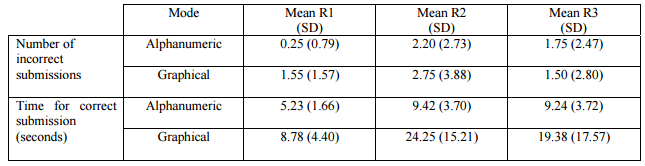 Mode Mean R1 (SD) Mean R2 (SD) Mean R3 (SD)
Number of incorrect submissions Alphanumeric 0.25 (0.79) 2.20 (2.73) 1.75 (2.47)
Graphical 1.55 (1.57) 2.75 (3.88) 1.50 (2.80)
Time for correct submission (seconds) Alphanumeric 5.23 (1.66) 9.42 (3.70) 9.24 (3.72)
Graphical 8.78 (4.40) 24.25 (15.21) 19.38 (17.57)